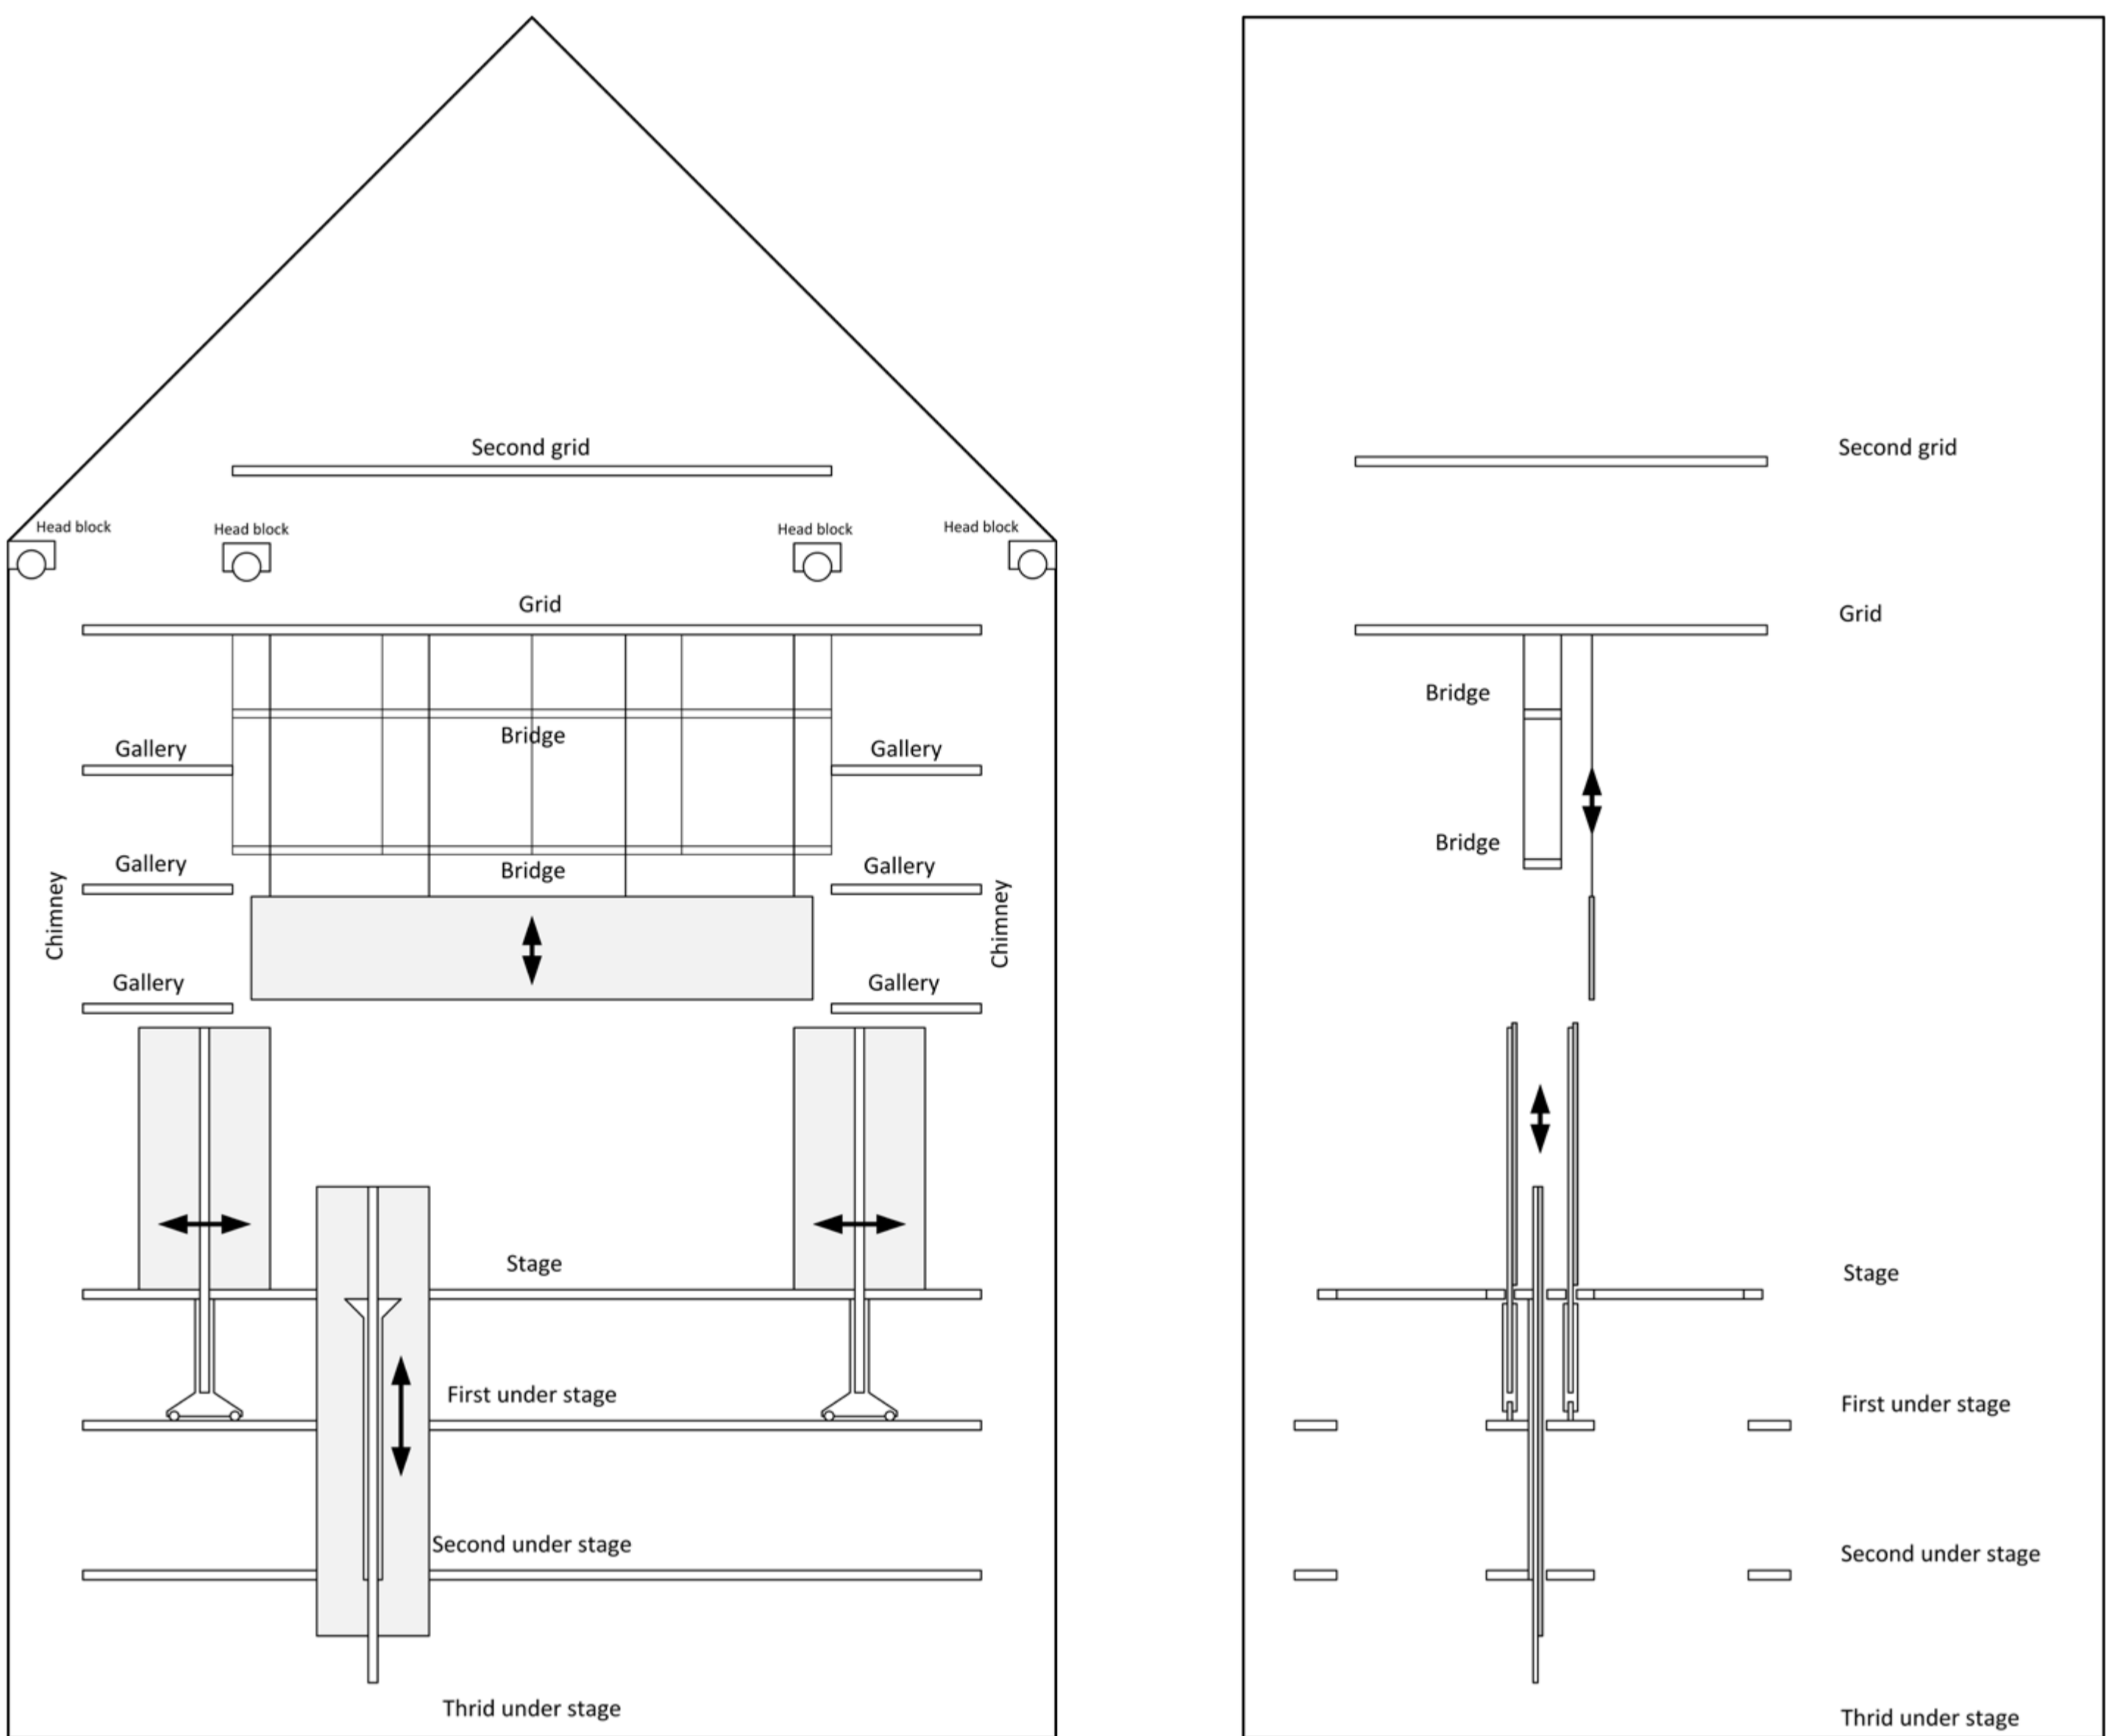 Second grid
Head block
Head block
Head block
Head block
Grid
Bridge
Gallery
Gallery
Gallery
Bridge
Gallery
Chimney
Chimney
Gallery
Gallery
Stage
First under stage
Second under stage
Thrid under stage
Second grid
Grid
Bridge
Bridge
Stage
First under stage
Second under stage
Thrid under stage